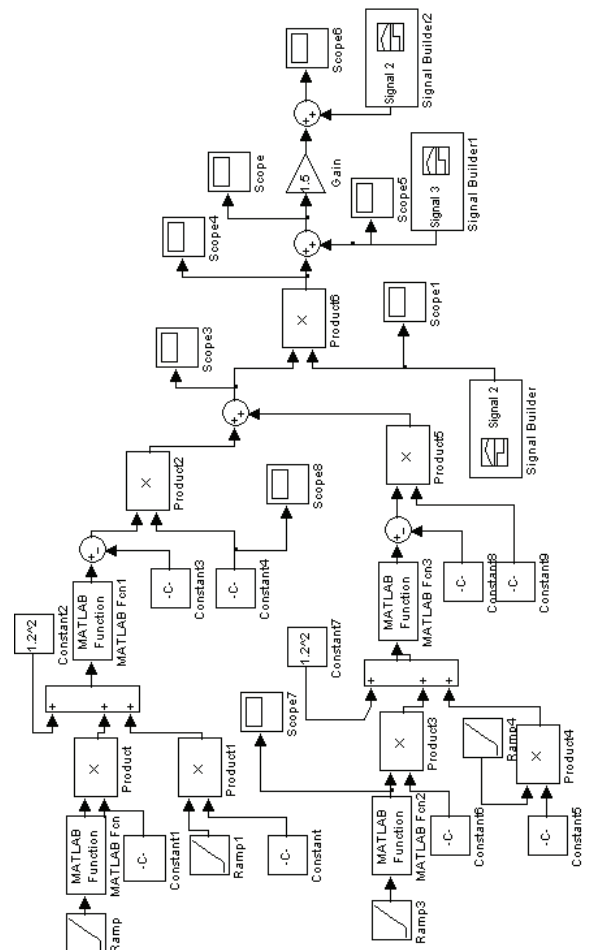 Ramp
MATLAB
Function
MATLAB Fcn
-C-
Constant1
×
Product
Ramp1
-C-
Constant
×
Product1
1.2^2
Constant2
+
+
+
MATLAB
Function
MATLAB Fcn1
+
-
-C-
Constant3
-C-
Constant4
×
Product2
Scope8
Scope3
+
+
Ramp3
MATLAB
Function
MATLAB Fcn2
-C-
Constant6
Scope7
×
Product3
Ramp4
-C-
Constant5
×
Product4
1.2^2
Constant7
+
+
+
MATLAB
Function
MATLAB Fcn3
+
-
-C-
Constant8
-C-
Constant9
×
Product5
Signal 2
Signal Builder
Scope1
×
Product6
Scope4
+
+
Scope
Scope5
Signal 3
Signal Builder1
1.5
Gain
+
+
Signal 2
Signal Builder2
Scope6